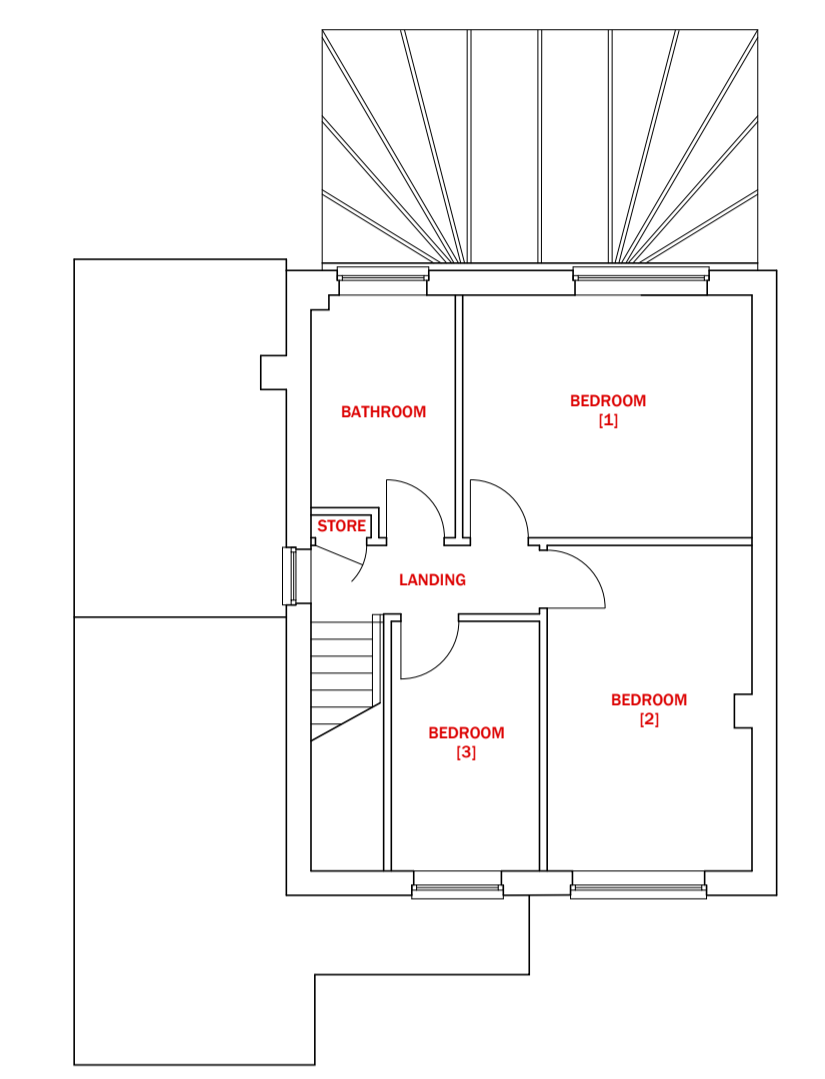 BEDROOM
[1]
BATHROOM
STORE
LANDING
BEDROOM
[2]
BEDROOM
[3]